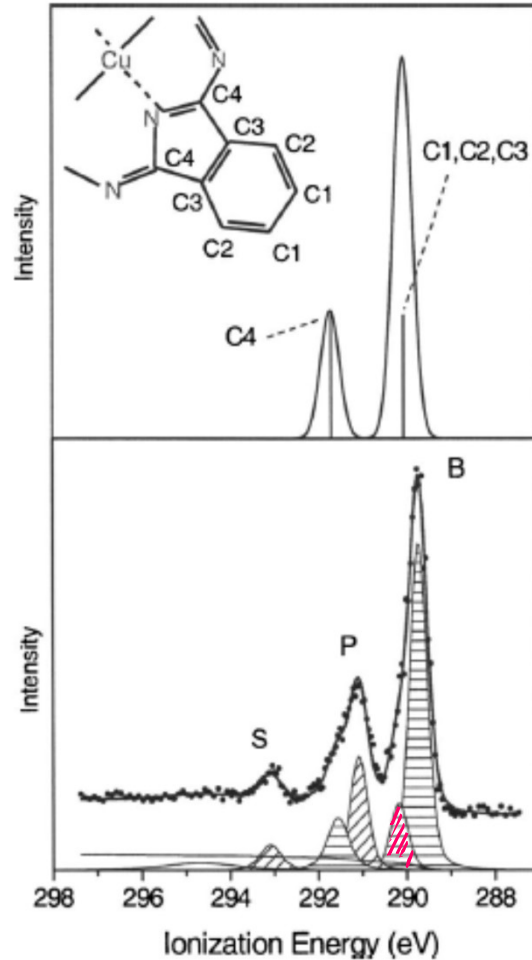 Cu
N
C4
N
C3
C2
C4
C1
N
C3
C2
C1
C1,C2,C3
C4
Intensity
B
P
S
Intensity
298 296 294 292 290 288
Ionization Energy (eV)